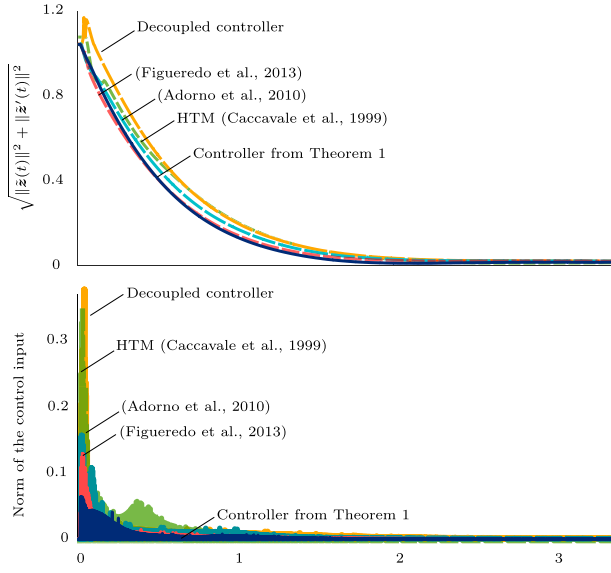 1.2
Decoupled controller
(Figueredo et al., 2013)
0.8
(Adorno et al., 2010)
HTM (Caccavale et al., 1999)
Controller from Theorem 1
0.4
0
√‖z̃(t)‖² + ‖z̃′(t)‖²
Decoupled controller
0.3
HTM (Caccavale et al., 1999)
0.2
(Adorno et al., 2010)
(Figueredo et al., 2013)
0.1
Controller from Theorem 1
0
Norm of the control input
0 1 2 3